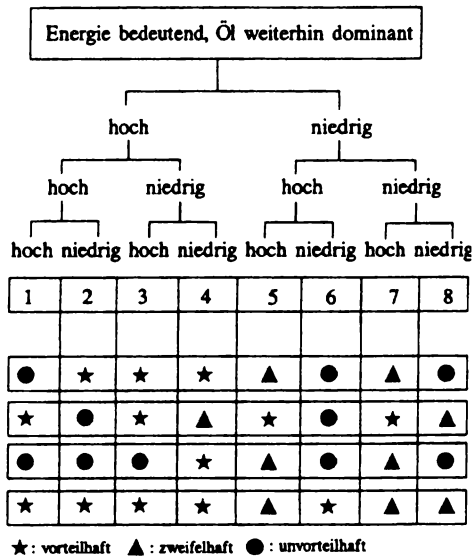 Energie bedeutend, Öl weiterhin dominant
hoch niedrig
hoch niedrig hoch niedrig
hoch niedrig hoch niedrig hoch niedrig hoch niedrig
1 2 3 4 5 6 7 8
● ★ ★ ★ ▲ ● ▲ ●
★ ● ★ ▲ ★ ● ★ ▲
● ● ● ★ ▲ ● ▲ ●
★ ★ ★ ★ ▲ ★ ▲ ▲
★ : vorteilhaft ▲ : zweifelhaft ● : unvorteilhaft